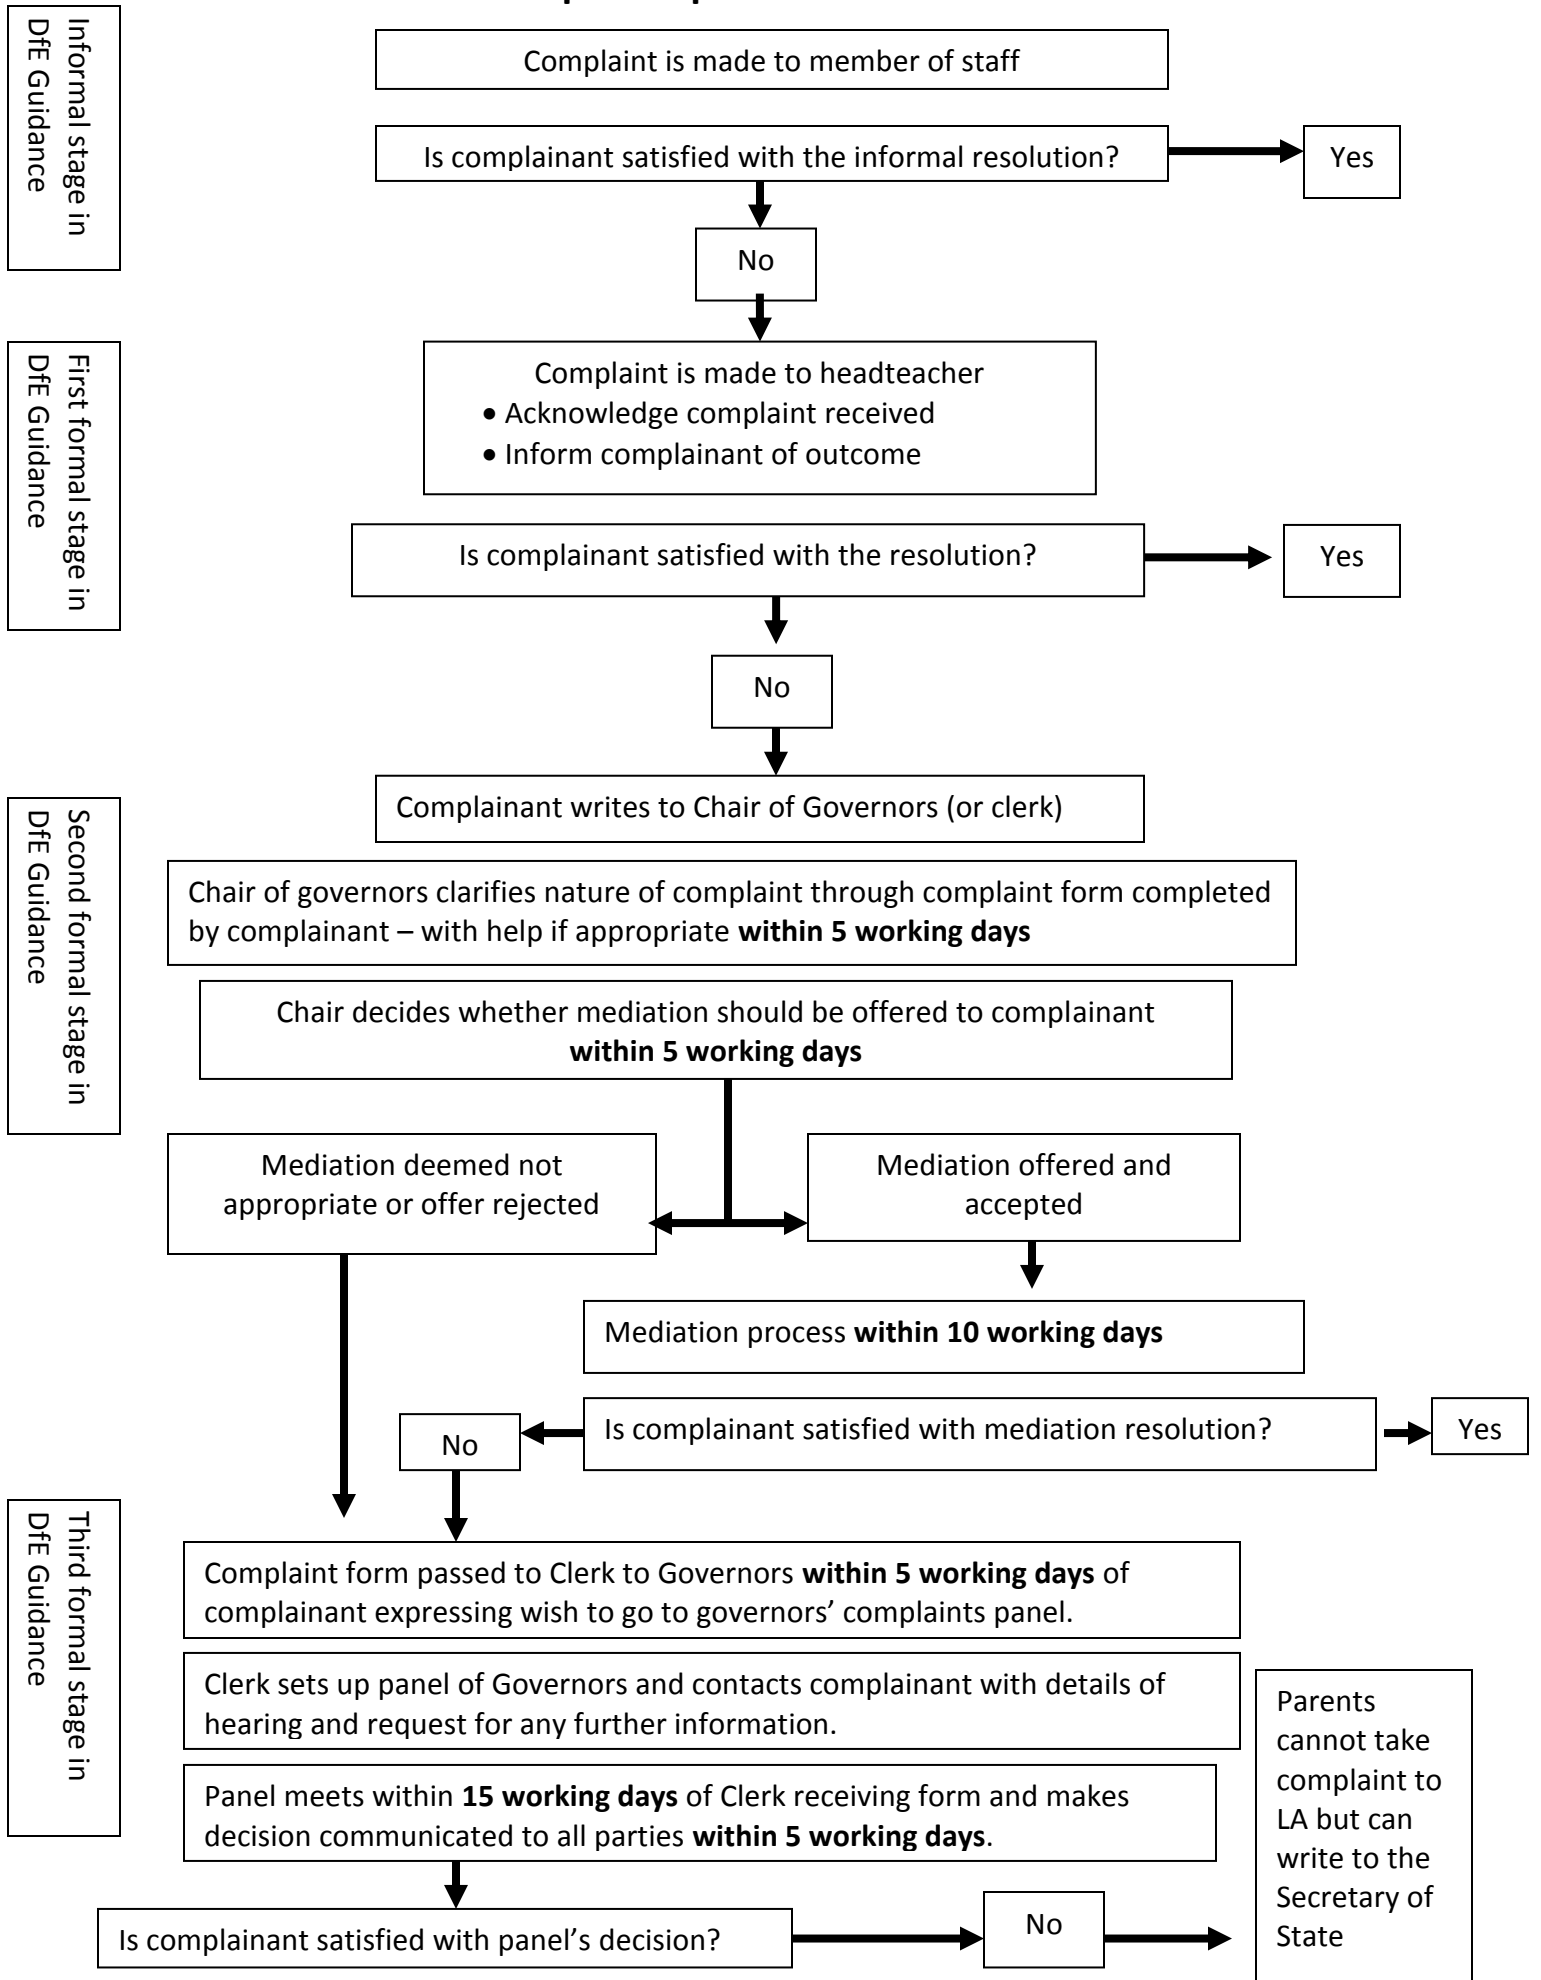 Informal stage in
DfE Guidance
Complaint is made to member of staff
Is complainant satisfied with the informal resolution?
Yes
No
First formal stage in
DfE Guidance
Complaint is made to headteacher
• Acknowledge complaint received
• Inform complainant of outcome
Is complainant satisfied with the resolution?
Yes
No
Second formal stage in
DfE Guidance
Complainant writes to Chair of Governors (or clerk)
Chair of governors clarifies nature of complaint through complaint form completed
by complainant – with help if appropriate within 5 working days
Chair decides whether mediation should be offered to complainant
within 5 working days
Mediation deemed not
appropriate or offer rejected
Mediation offered and
accepted
Mediation process within 10 working days
Is complainant satisfied with mediation resolution?
No
Yes
Third formal stage in
DfE Guidance
Complaint form passed to Clerk to Governors within 5 working days of
complainant expressing wish to go to governors’ complaints panel.
Clerk sets up panel of Governors and contacts complainant with details of
hearing and request for any further information.
Panel meets within 15 working days of Clerk receiving form and makes
decision communicated to all parties within 5 working days.
Is complainant satisfied with panel’s decision?
No
Parents
cannot take
complaint to
LA but can
write to the
Secretary of
State